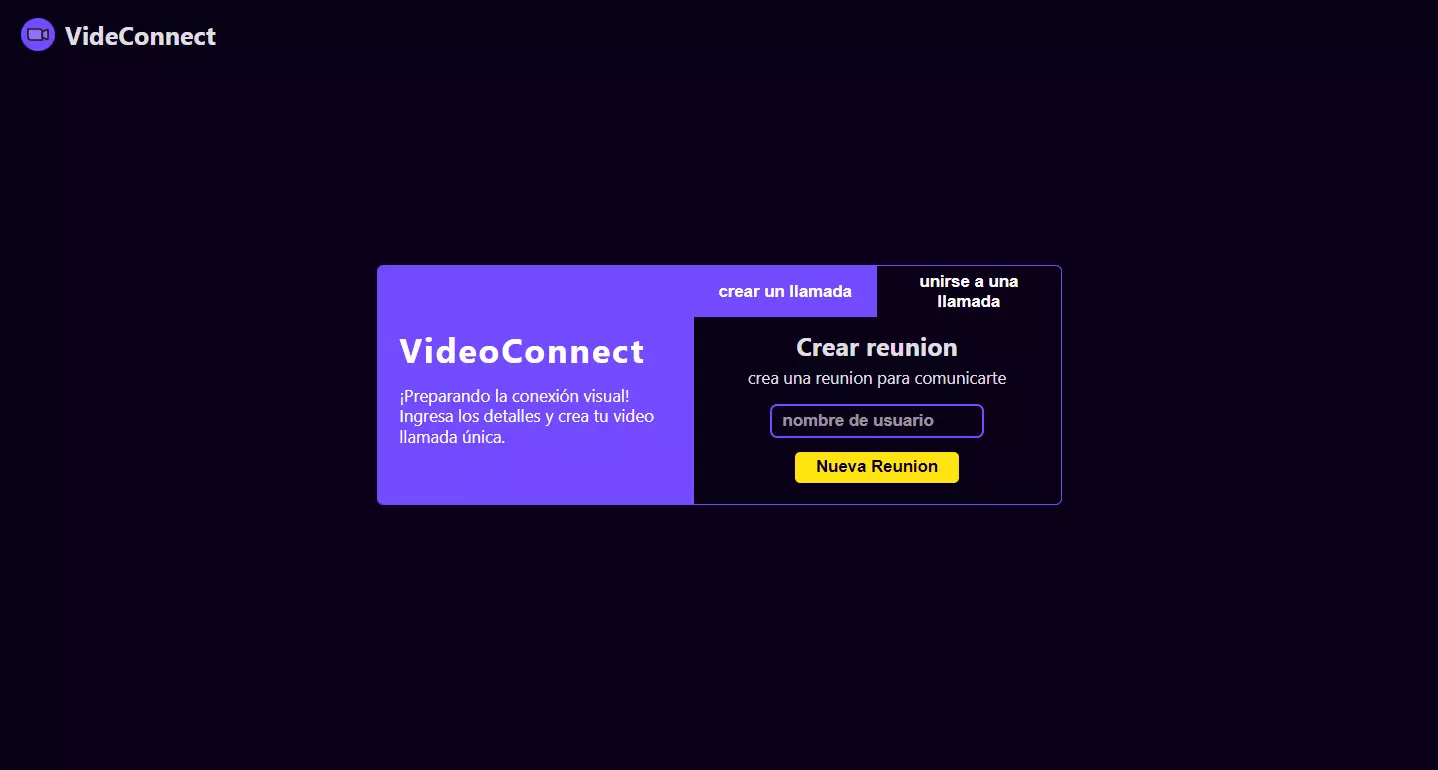 VideConnect
VideoConnect
¡Preparando la conexión visual!
Ingresa los detalles y crea tu video
llamada única.
crear un llamada
unirse a una
llamada
Crear reunion
crea una reunion para comunicarte
nombre de usuario
Nueva Reunion